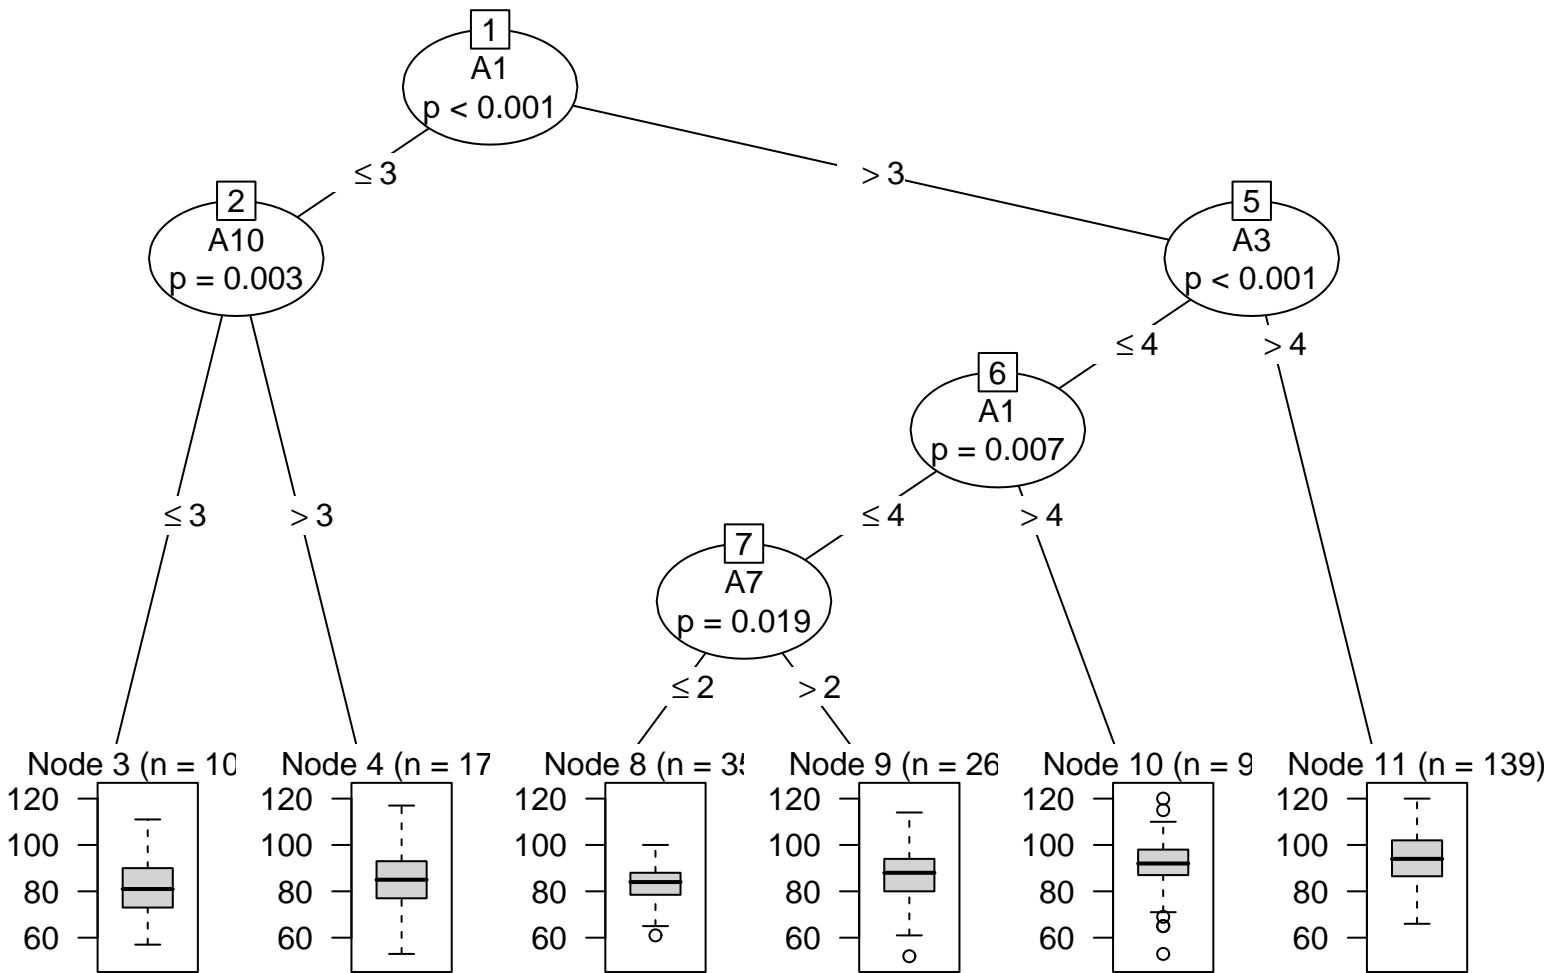 1
A1
p < 0.001
≤ 3
> 3
2
A10
p = 0.003
5
A3
p < 0.001
≤ 4
> 4
6
A1
p = 0.007
≤ 3
> 3
≤ 4
> 4
7
A7
p = 0.019
≤ 2
> 2
Node 3 (n = 10
Node 4 (n = 17
Node 8 (n = 3
Node 9 (n = 26
Node 10 (n = 9
Node 11 (n = 139)
120
100
80
60
120
100
80
60
120
100
80
60
120
100
80
60
120
100
80
60
120
100
80
60